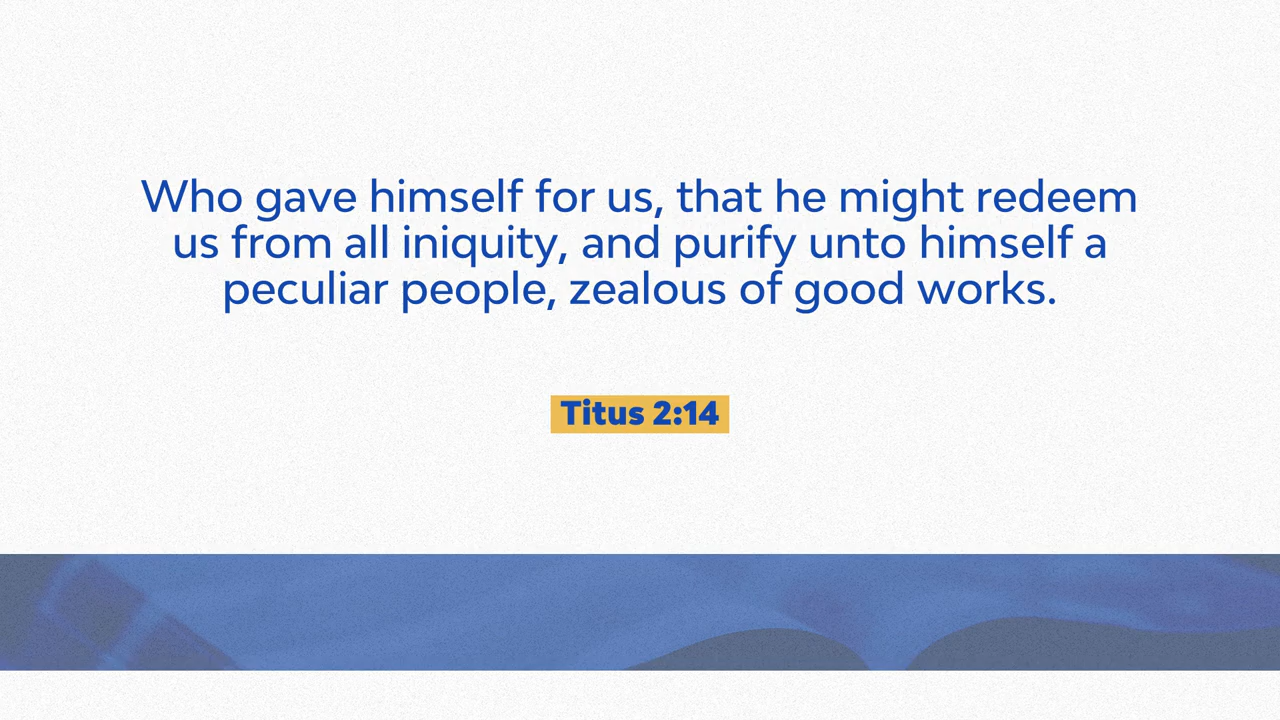 Who gave himself for us, that he might redeem
us from all iniquity, and purify unto himself a
peculiar people, zealous of good works.
Titus 2:14